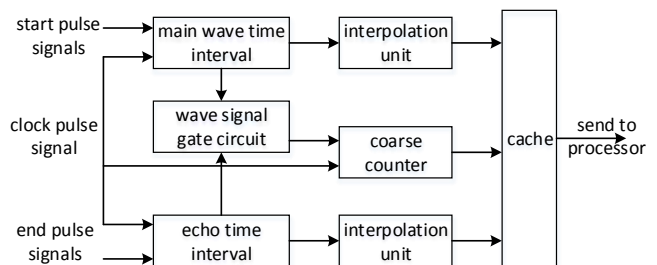 start pulse
signals
main wave time
interval
interpolation
unit
clock pulse
signal
wave signal
gate circuit
coarse
counter
cache
send to
processor
end pulse
signals
echo time
interval
interpolation
unit